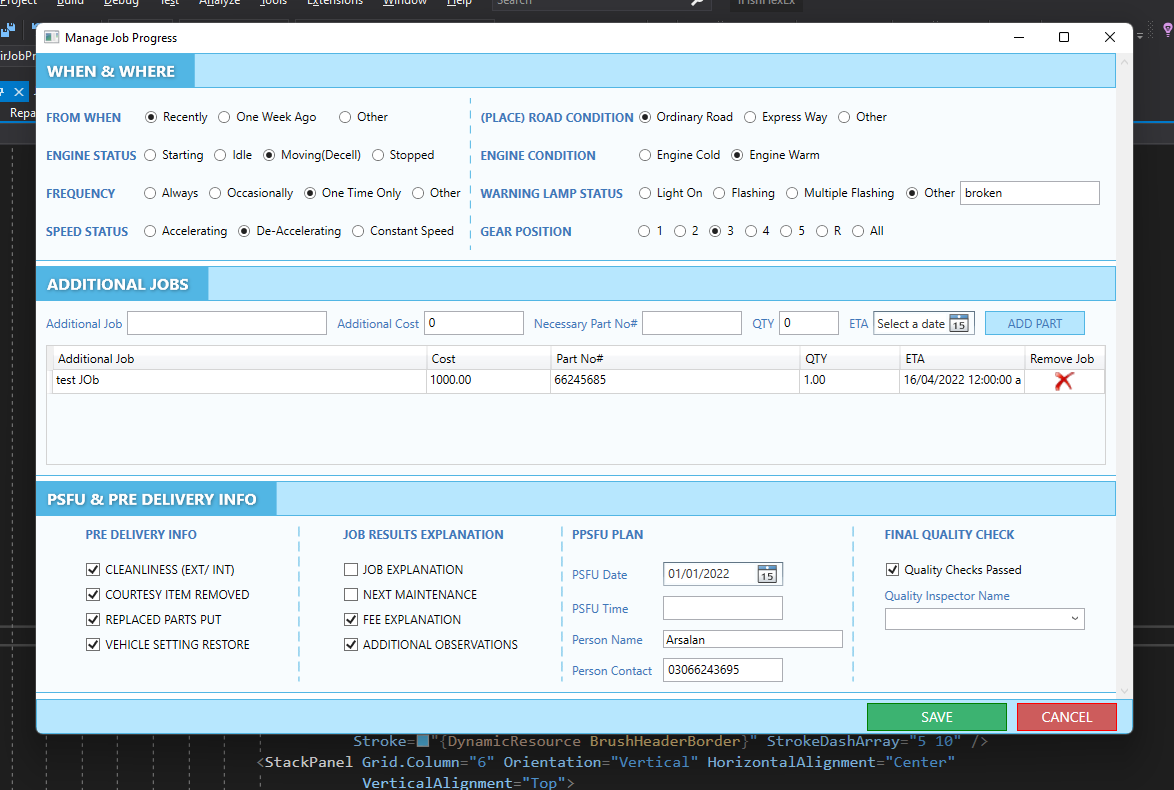 Project Build Debug Test Analyze Tools Extensions Window Help Search
Manage Job Progress
irJobPr
Repa
WHEN & WHERE
FROM WHEN Recently One Week Ago Other (PLACE) ROAD CONDITION Ordinary Road Express Way Other
ENGINE STATUS Starting Idle Moving(Decell) Stopped ENGINE CONDITION Engine Cold Engine Warm
FREQUENCY Always Occasionally One Time Only Other WARNING LAMP STATUS Light On Flashing Multiple Flashing Other broken
SPEED STATUS Accelerating De-Accelerating Constant Speed GEAR POSITION 1 2 3 4 5 R All
ADDITIONAL JOBS
Additional Job Additional Cost 0 Necessary Part No# QTY 0 ETA Select a date 15 ADD PART
Additional Job Cost Part No# QTY ETA Remove Job
test JOb 1000.00 66245685 1.00 16/04/2022 12:00:00 a
PSFU & PRE DELIVERY INFO
PRE DELIVERY INFO
CLEANLINESS (EXT/ INT)
COURTESY ITEM REMOVED
REPLACED PARTS PUT
VEHICLE SETTING RESTORE
JOB RESULTS EXPLANATION
JOB EXPLANATION
NEXT MAINTENANCE
FEE EXPLANATION
ADDITIONAL OBSERVATIONS
PPSFU PLAN
PSFU Date 01/01/2022 15
PSFU Time
Person Name Arsalan
Person Contact 03066243695
FINAL QUALITY CHECK
Quality Checks Passed
Quality Inspector Name
SAVE CANCEL
Stroke="{DynamicResource BrushHeaderBorder}" StrokeDashArray="5 10" />
<StackPanel Grid.Column="6" Orientation="Vertical" HorizontalAlignment="Center"
VerticalAlignment="Top">